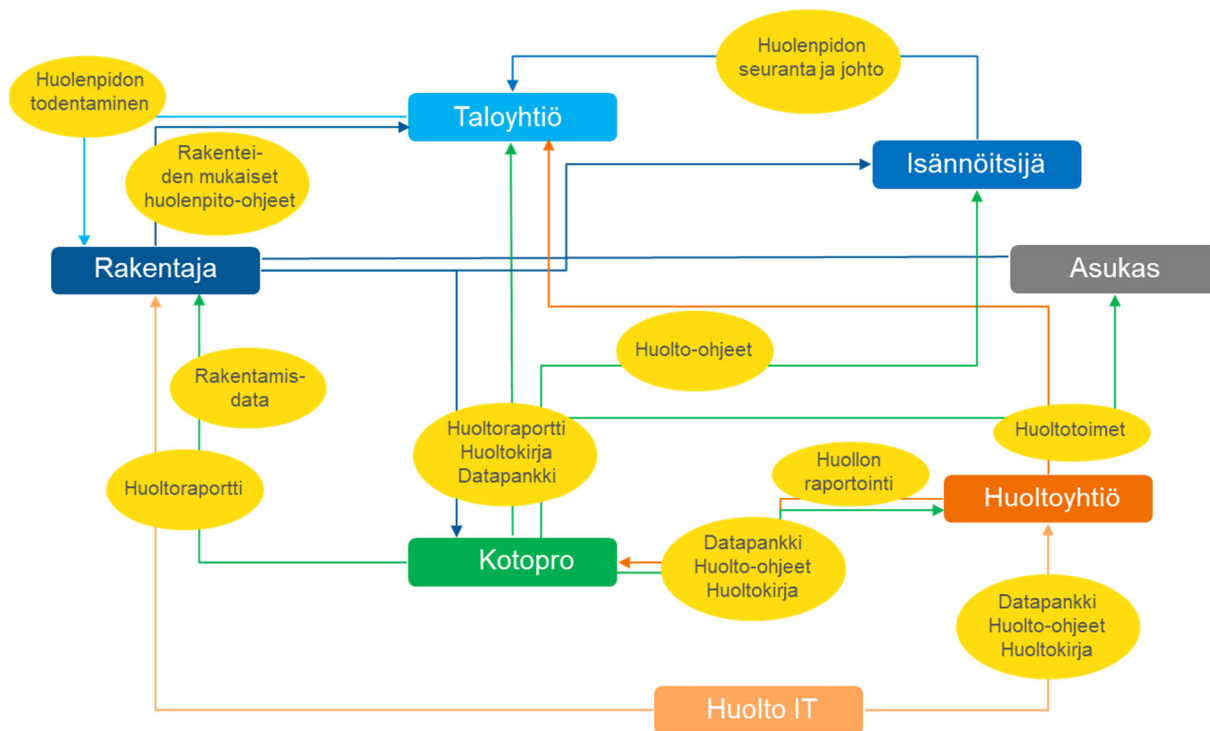 Huolenpidon
seuranta ja johto
Huolenpidon
todentaminen
Taloyhtiö
Rakentei-
den mukaiset
huolenpito-ohjeet
Isännöitsijä
Rakentaja
Asukas
Huolto-ohjeet
Rakentamis-
data
Huoltoraportti
Huoltokirja
Datapankki
Huoltotoimet
Huollon
raportointi
Huoltoraportti
Huoltoyhtiö
Kotopro
Datapankki
Huolto-ohjeet
Huoltokirja
Datapankki
Huolto-ohjeet
Huoltokirja
Huolto IT